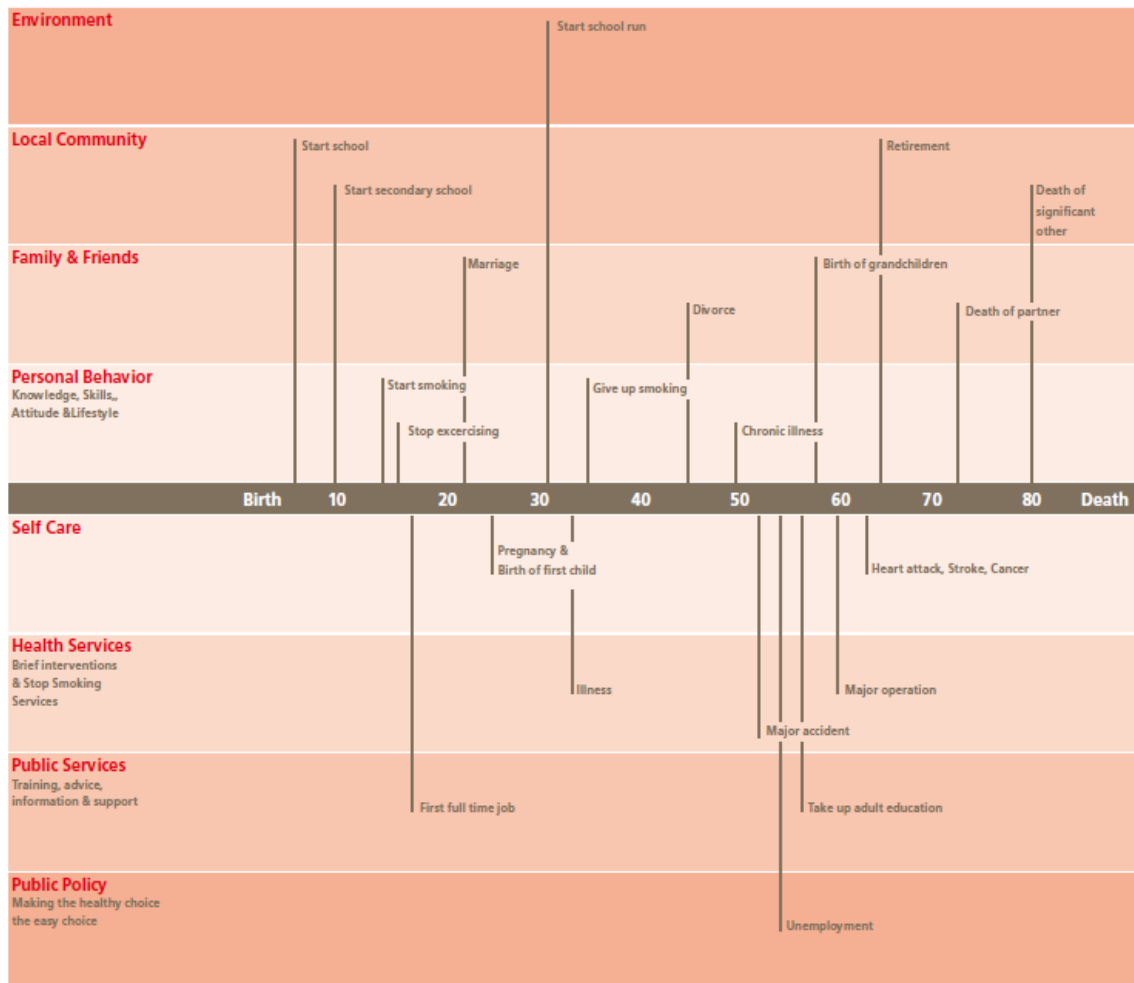 Environment
Start school run
Local Community
Start school
Retirement
Start secondary school
Death of
significant
other
Family & Friends
Marriage
Birth of grandchildren
Divorce
Death of partner
Personal Behavior
Knowledge, Skills,,
Attitude &Lifestyle
Start smoking
Give up smoking
Stop excercising
Chronic illness
Birth 10 20 30 40 50 60 70 80 Death
Self Care
Pregnancy &
Birth of first child
Heart attack, Stroke, Cancer
Health Services
Brief interventions
& Stop Smoking
Services
Illness
Major operation
Major accident
Public Services
Training, advice,
information & support
First full time job
Take up adult education
Public Policy
Making the healthy choice
the easy choice
Unemployment